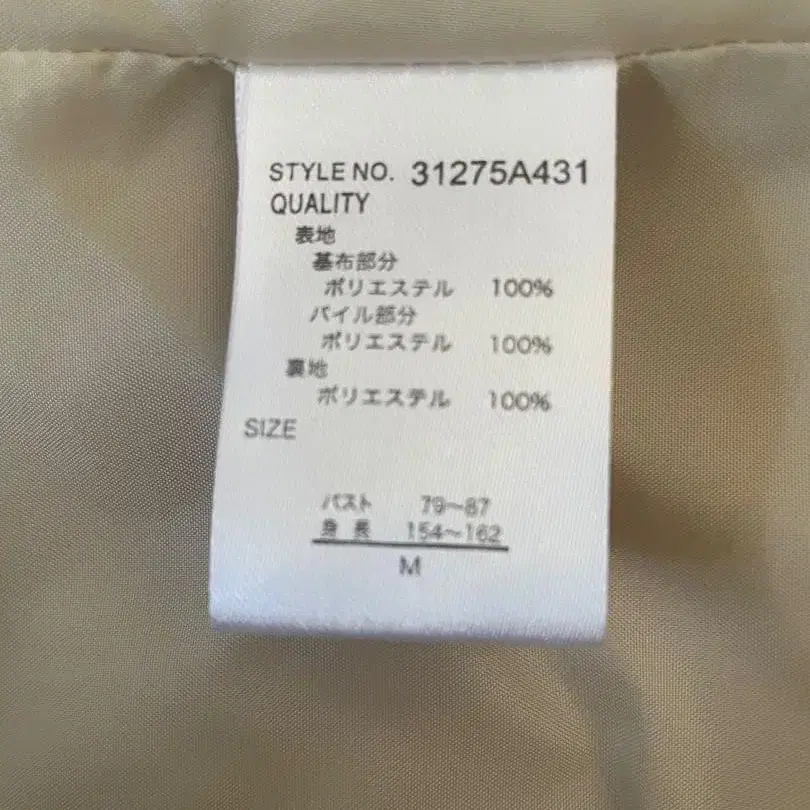 STYLE NO. 31275A431
QUALITY
表地
基布部分
ポリエステル 100%
パイル部分
ポリエステル 100%
裏地
ポリエステル 100%
SIZE
バスト 79〜87
身長 154〜162
M